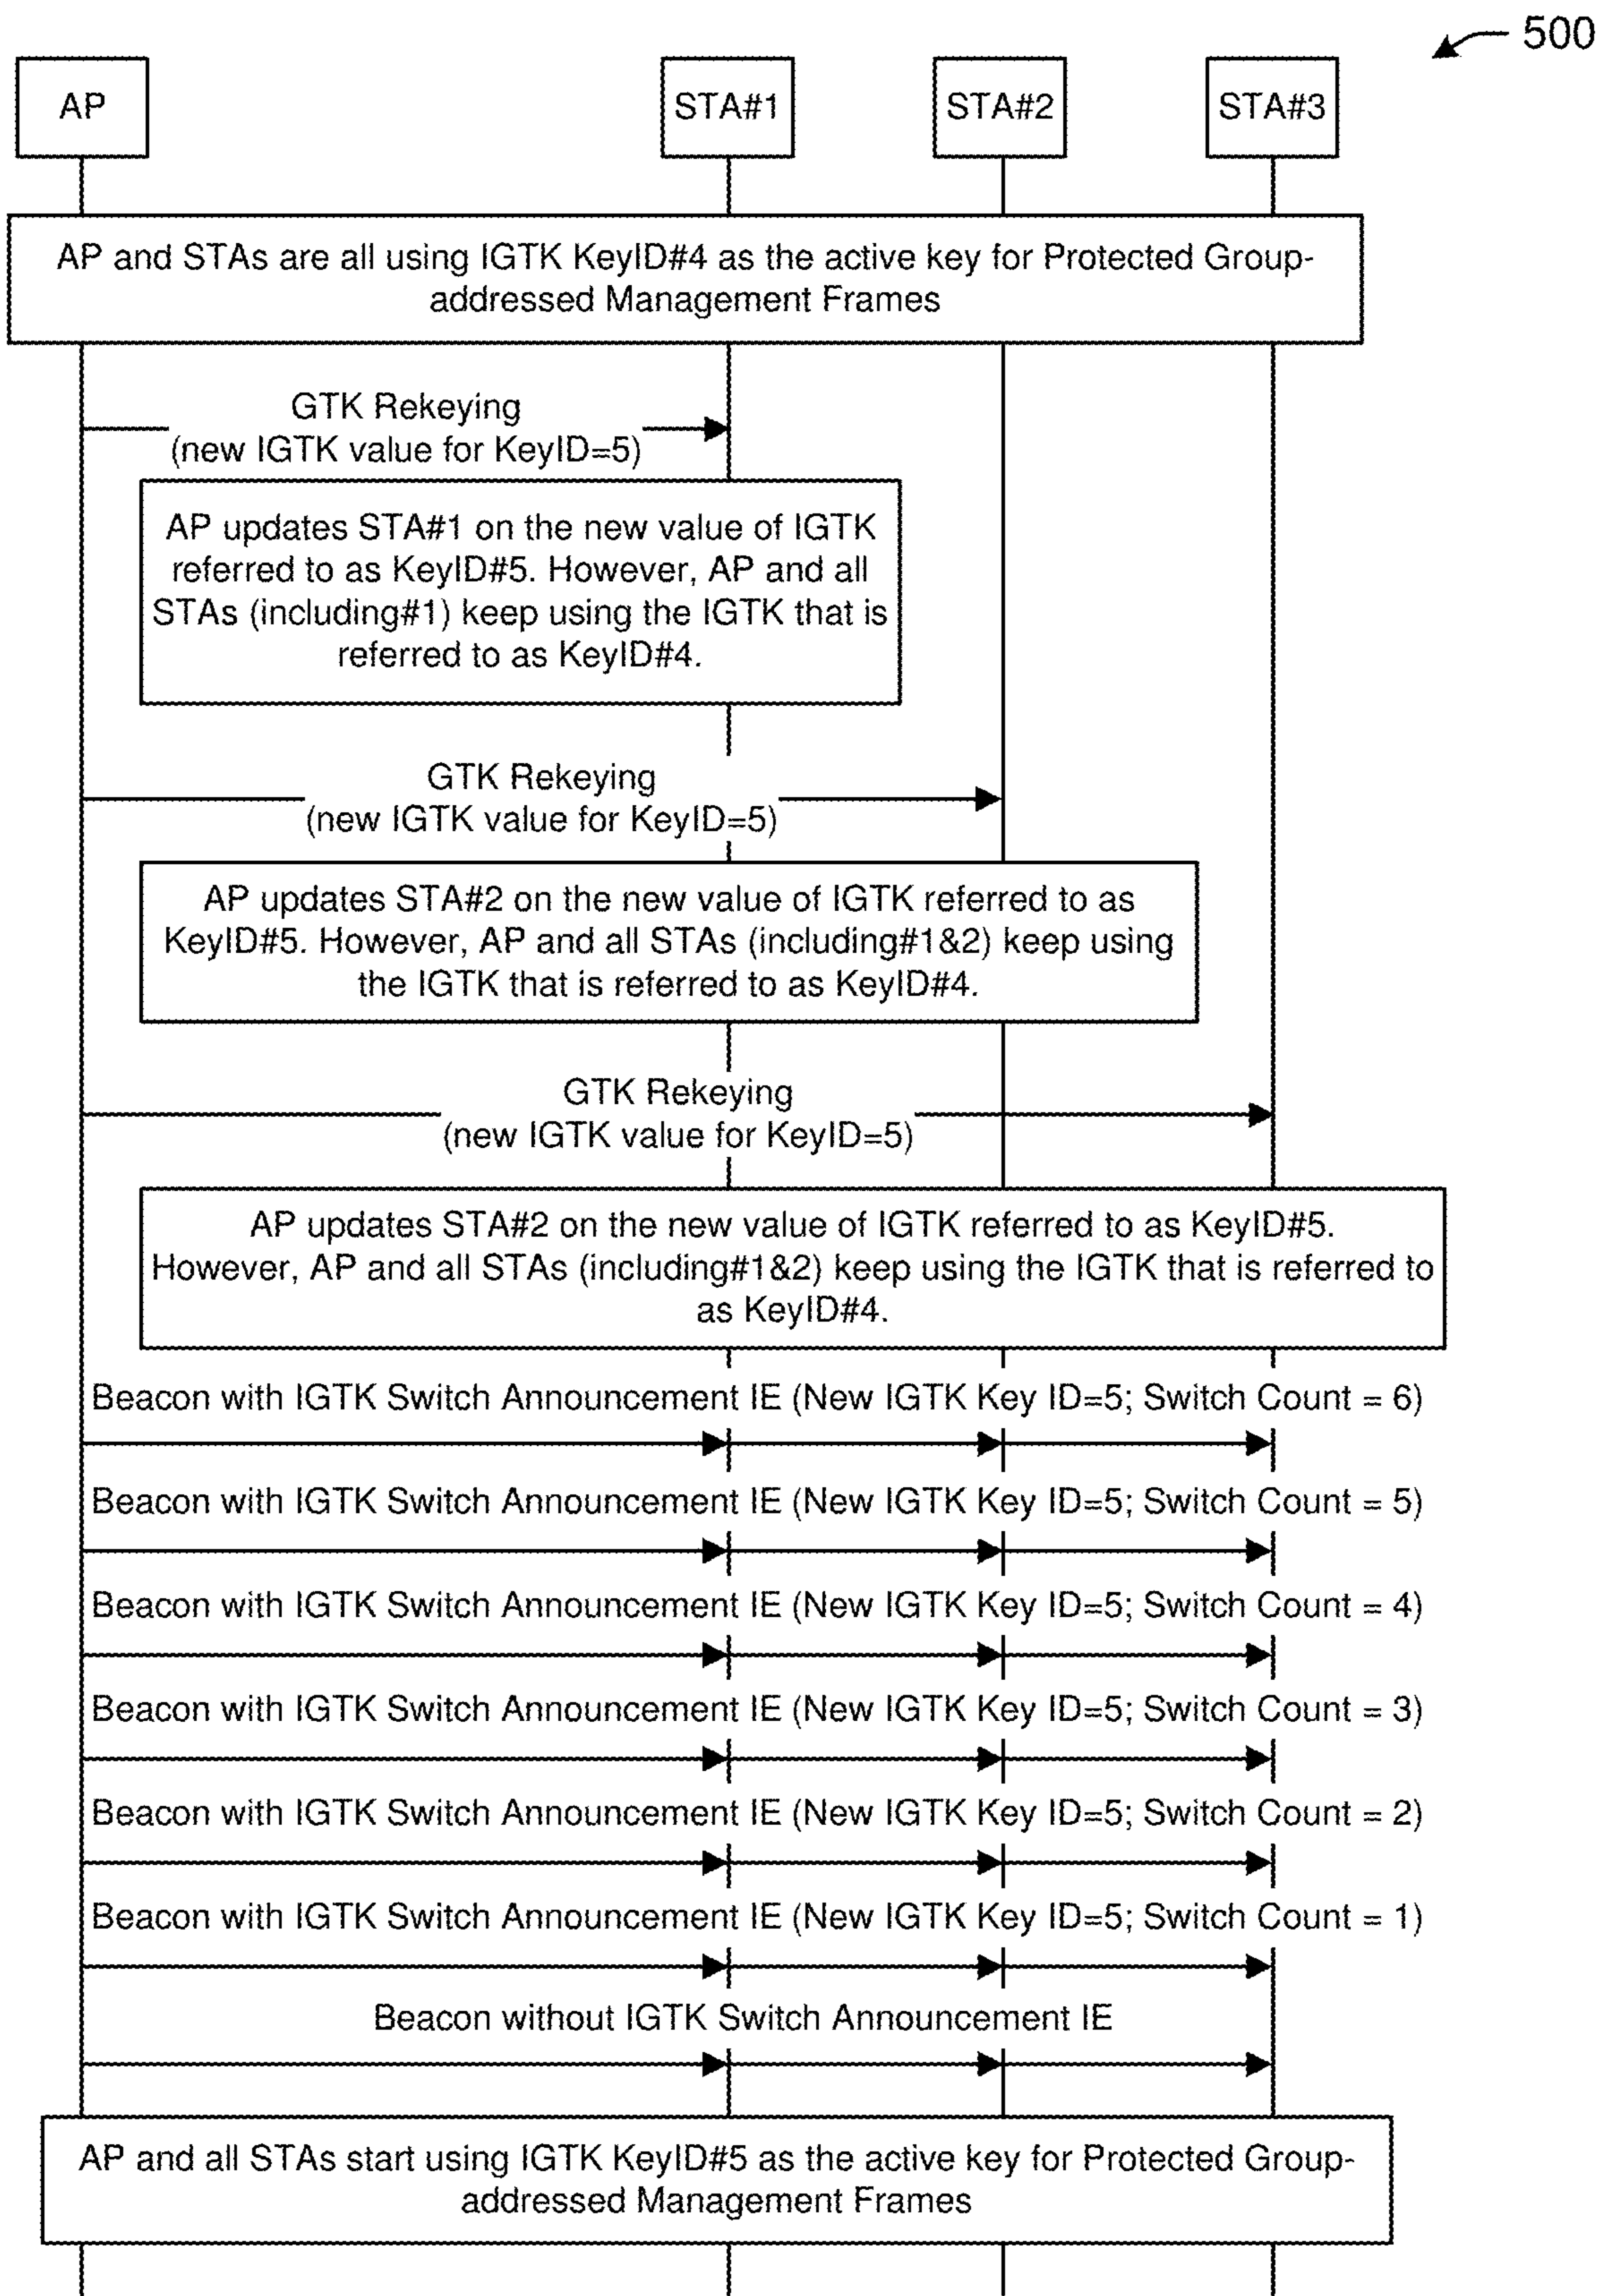 500
AP
STA#1
STA#2
STA#3
AP and STAs are all using IGTK KeyID#4 as the active key for Protected Group-
addressed Management Frames
GTK Rekeying
(new IGTK value for KeyID=5)
AP updates STA#1 on the new value of IGTK
referred to as KeyID#5. However, AP and all
STAs (including#1) keep using the IGTK that is
referred to as KeyID#4.
GTK Rekeying
(new IGTK value for KeyID=5)
AP updates STA#2 on the new value of IGTK referred to as
KeyID#5. However, AP and all STAs (including#1&2) keep using
the IGTK that is referred to as KeyID#4.
GTK Rekeying
(new IGTK value for KeyID=5)
AP updates STA#2 on the new value of IGTK referred to as KeyID#5.
However, AP and all STAs (including#1&2) keep using the IGTK that is referred to
as KeyID#4.
Beacon with IGTK Switch Announcement IE (New IGTK Key ID=5; Switch Count = 6)
Beacon with IGTK Switch Announcement IE (New IGTK Key ID=5; Switch Count = 5)
Beacon with IGTK Switch Announcement IE (New IGTK Key ID=5; Switch Count = 4)
Beacon with IGTK Switch Announcement IE (New IGTK Key ID=5; Switch Count = 3)
Beacon with IGTK Switch Announcement IE (New IGTK Key ID=5; Switch Count = 2)
Beacon with IGTK Switch Announcement IE (New IGTK Key ID=5; Switch Count = 1)
Beacon without IGTK Switch Announcement IE
AP and all STAs start using IGTK KeyID#5 as the active key for Protected Group-
addressed Management Frames